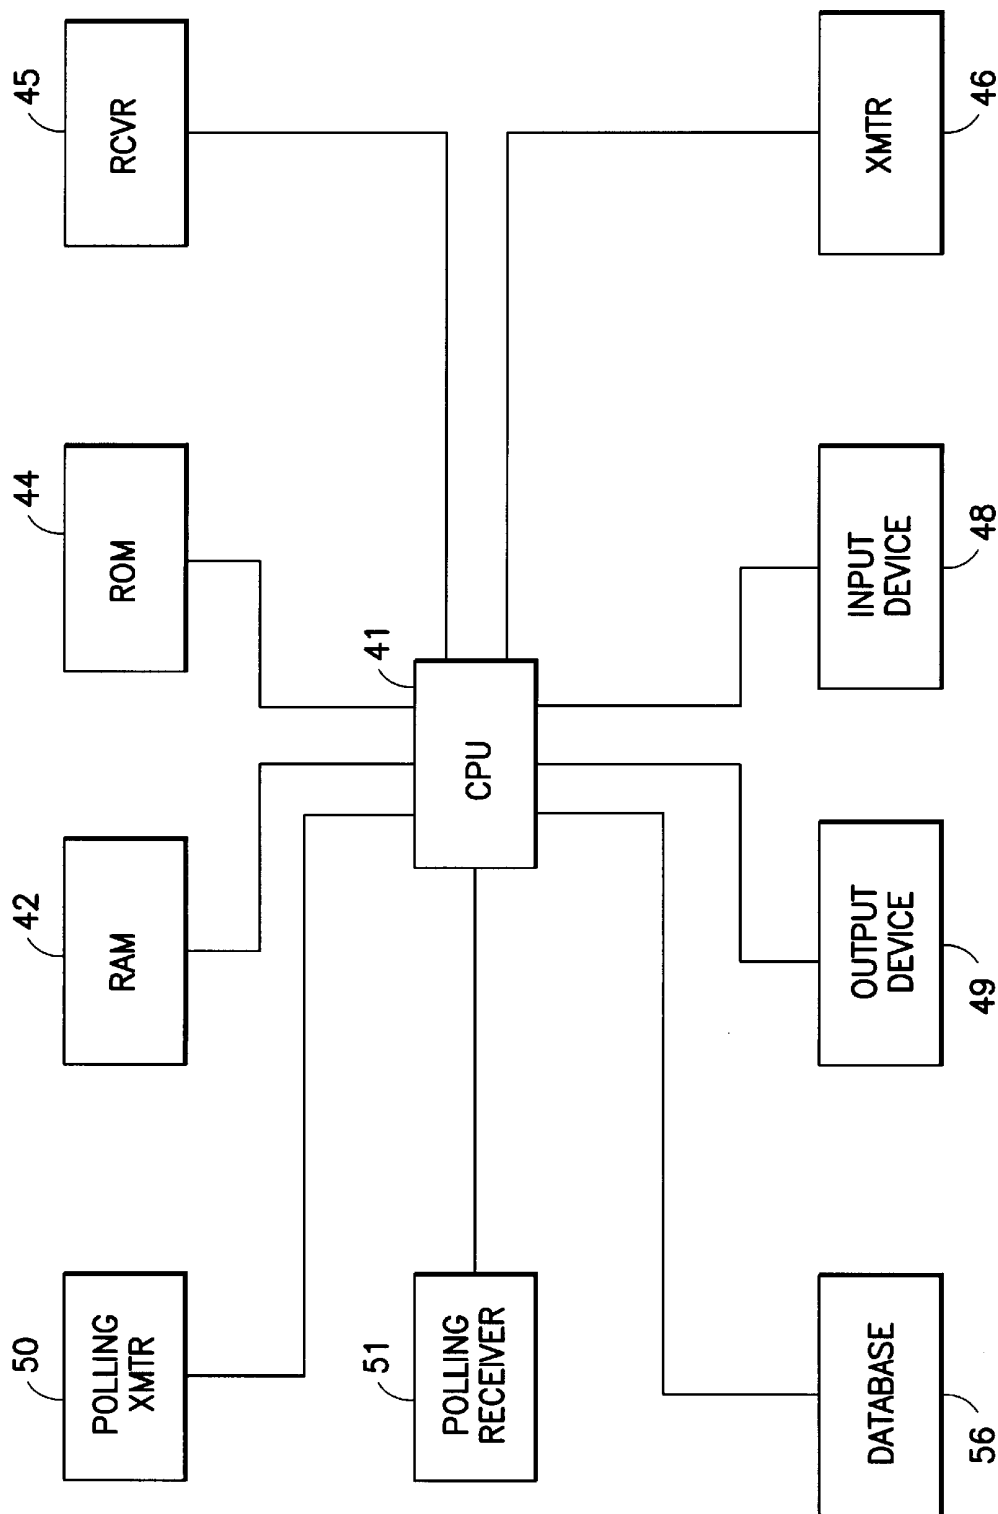 50
POLLING
XMTR
42
RAM
44
ROM
45
RCVR
51
POLLING
RECEIVER
41
CPU
DATABASE
56
OUTPUT
DEVICE
49
INPUT
DEVICE
48
XMTR
46